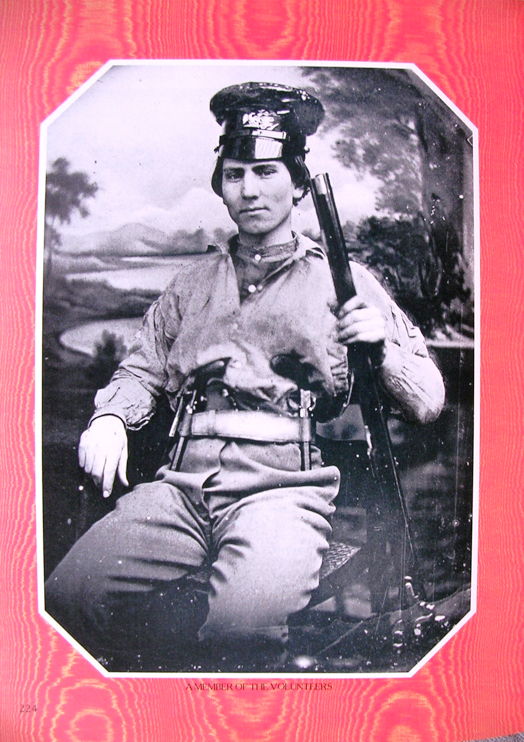 A MEMBER OF THE VOLUNTEERS
224